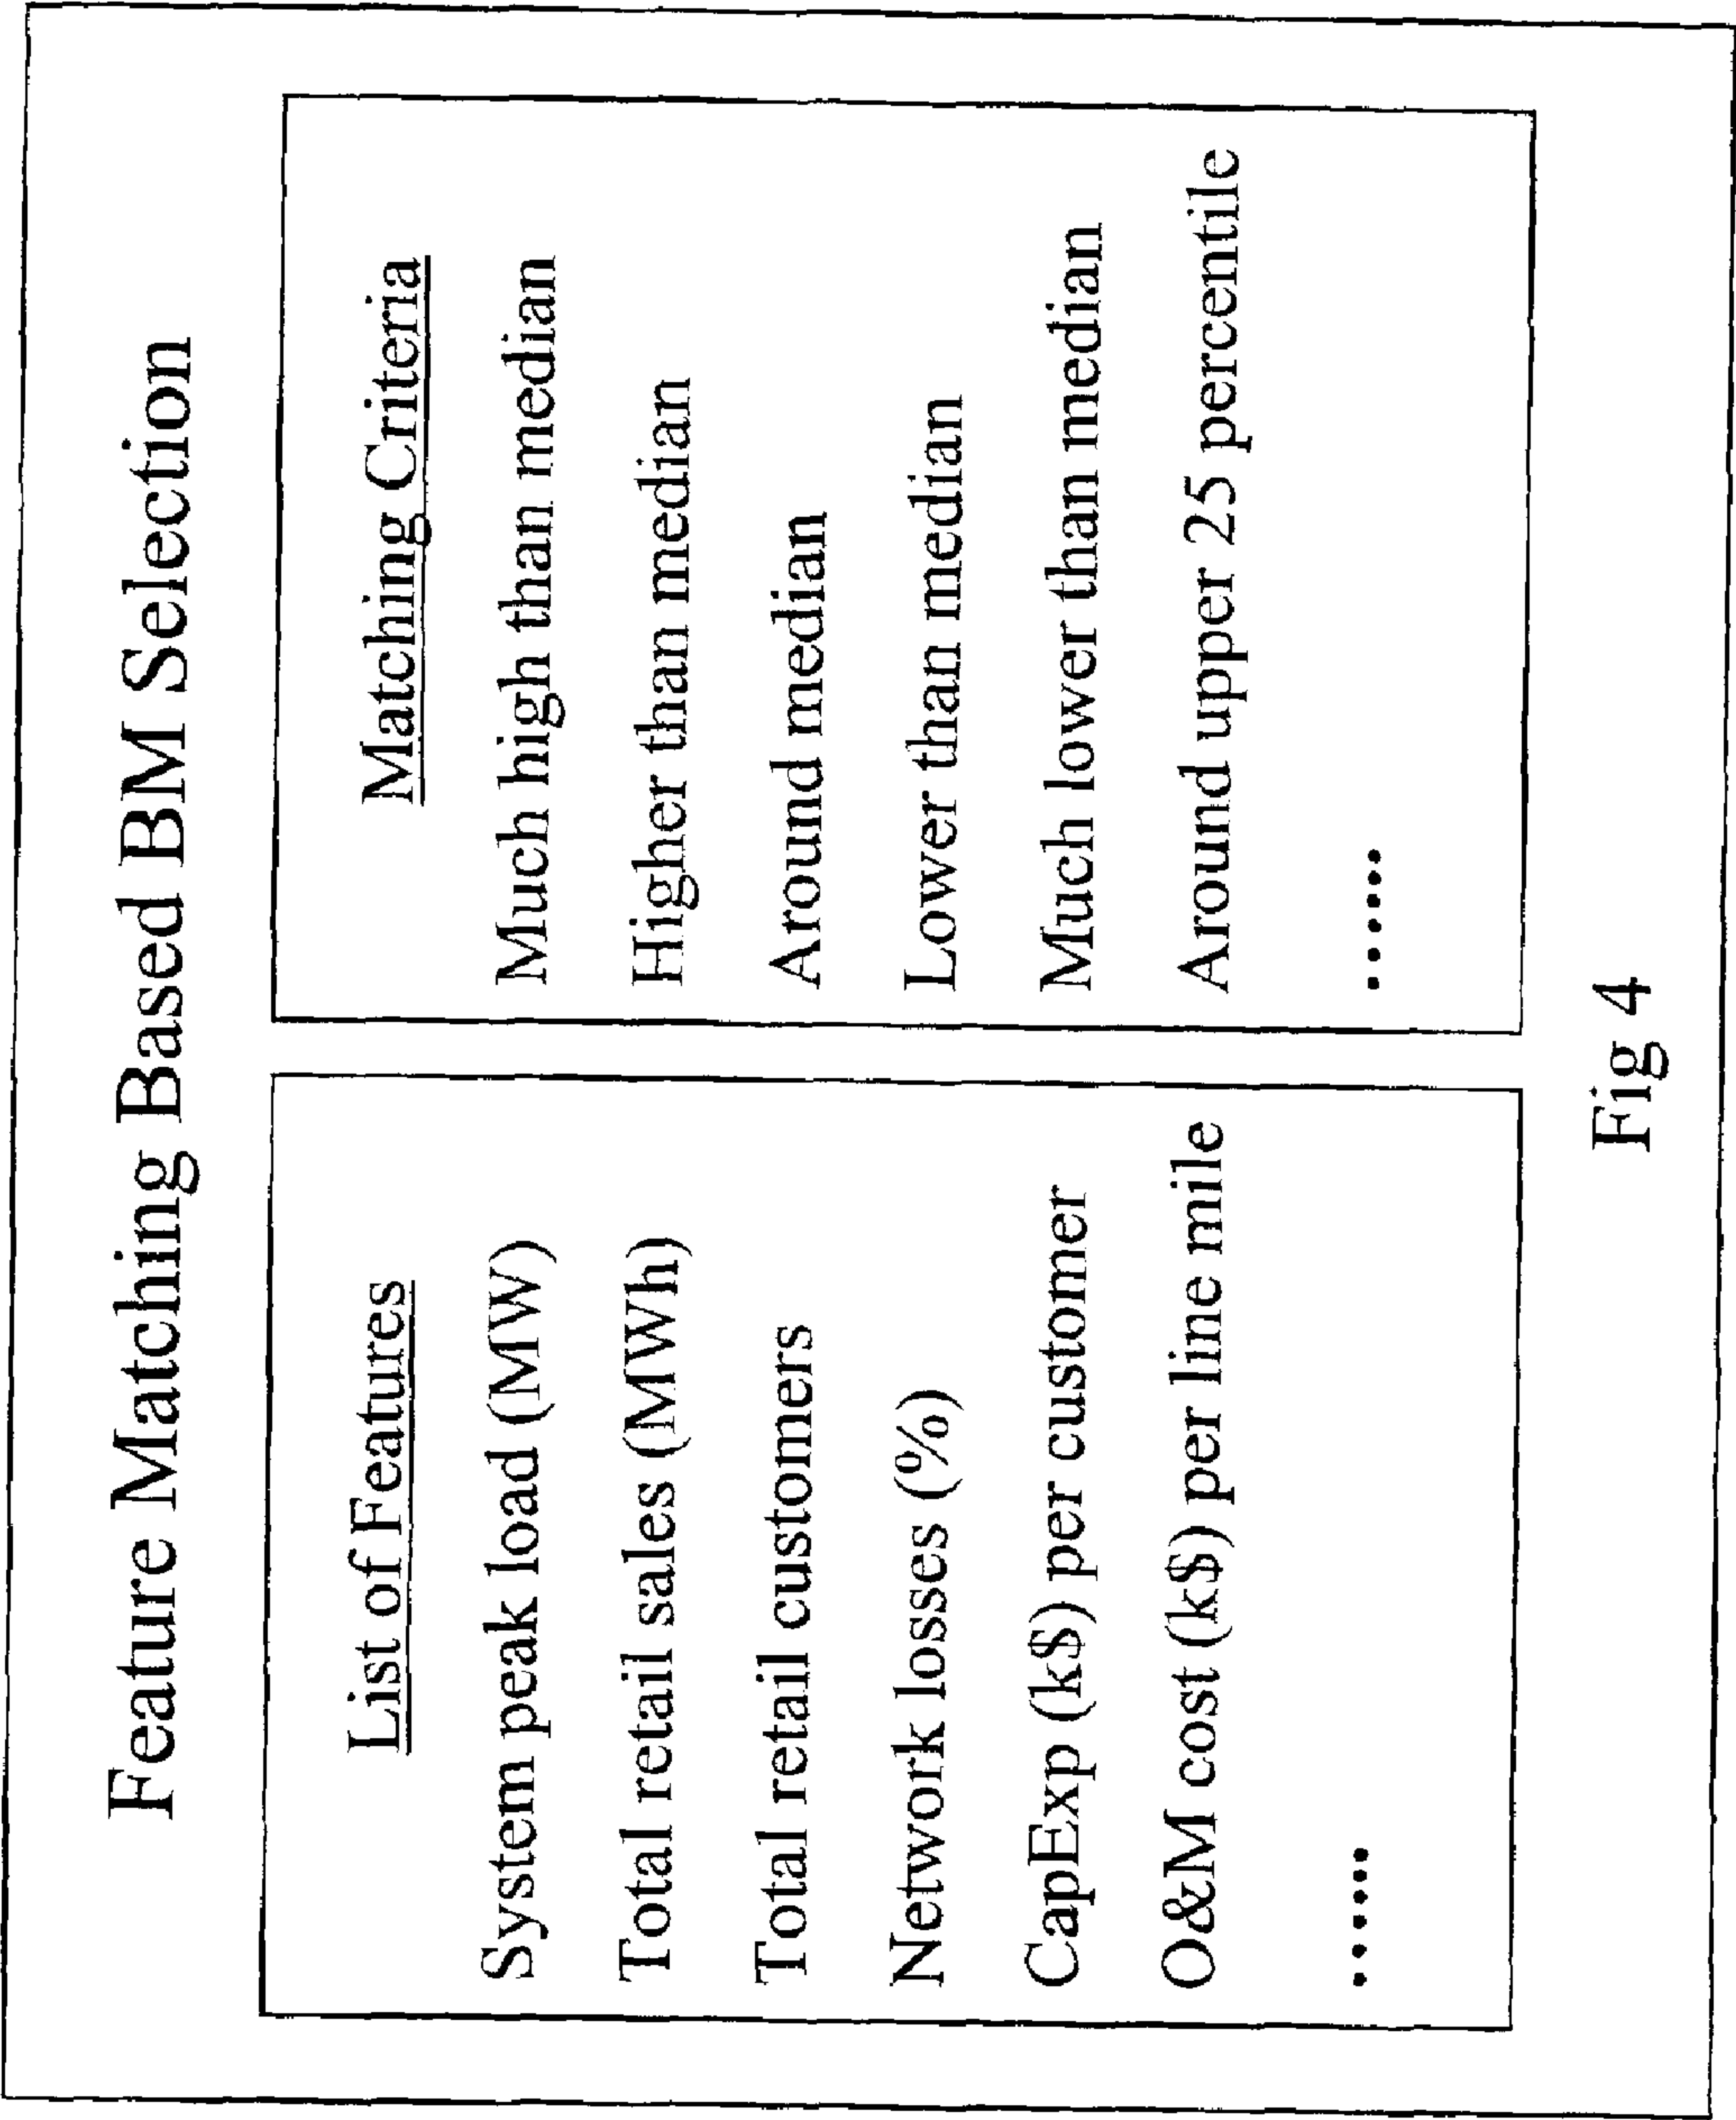 Feature Matching Based BM Selection
List of Features
System peak load (MW)
Total retail sales (MWh)
Total retail customers
Network losses (%)
CapExp (k$) per customer
O&M cost (k$) per line mile
......
Matching Criteria
Much high than median
Higher than median
Around median
Lower than median
Much lower than median
Around upper 25 percentile
......
Fig 4